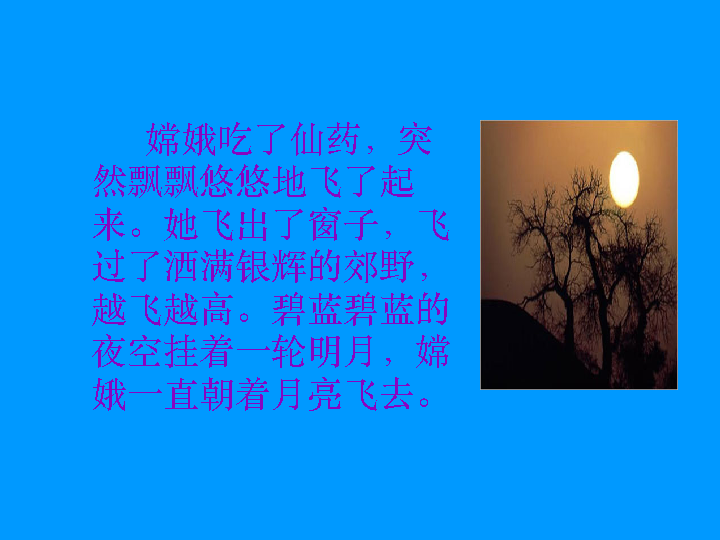 嫦娥吃了仙药，突
然飘飘悠悠地飞了起
来。她飞出了窗子，飞
过了洒满银辉的郊野，
越飞越高。碧蓝碧蓝的
夜空挂着一轮明月，嫦
娥一直朝着月亮飞去。